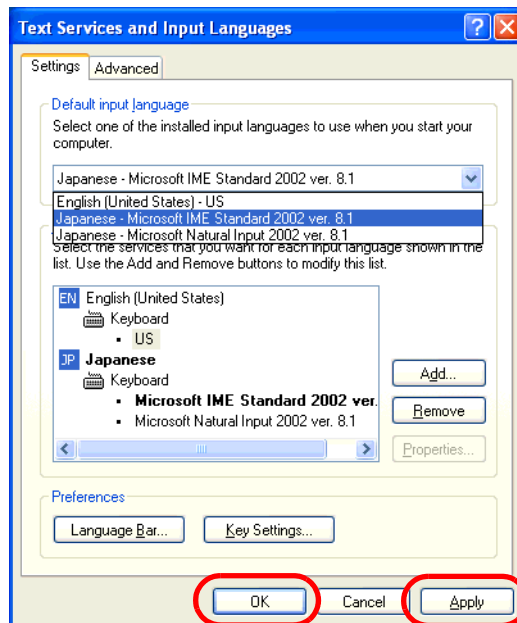 Text Services and Input Languages
Settings
Advanced
Default input language
Select one of the installed input languages to use when you start your
computer.
Japanese - Microsoft IME Standard 2002 ver. 8.1
English (United States) - US
Japanese - Microsoft IME Standard 2002 ver. 8.1
Japanese - Microsoft Natural Input 2002 ver. 8.1
Select the services that you want for each input language shown in the
list. Use the Add and Remove buttons to modify this list.
EN English (United States)
Keyboard
• US
JP Japanese
Keyboard
• Microsoft IME Standard 2002 ver.
• Microsoft Natural Input 2002 ver. 8.1
Add...
Remove
Properties...
Preferences
Language Bar...
Key Settings...
OK
Cancel
Apply